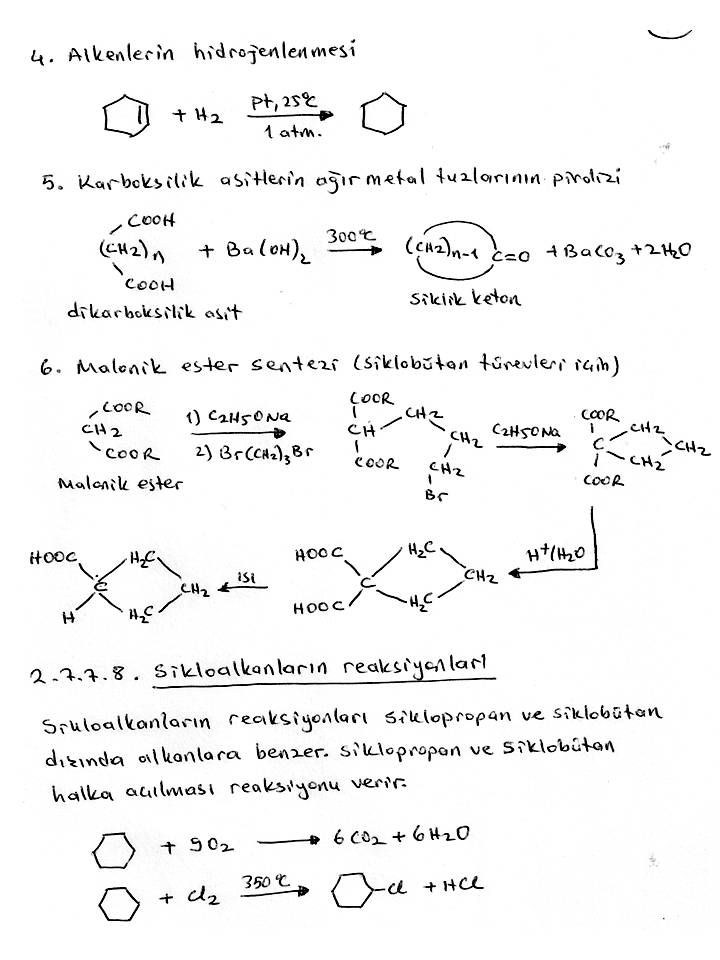 4. Alkenlerin hidrojenlenmesi
+ H2 Pt, 25°C
1 atm.
5. Karboksilik asitlerin ağır metal tuzlarının pirolizi
COOH
(CH2)n + Ba(OH)2 300°C (CH2)n-1 C=O + BaCO3 + 2H2O
COOH
dikarboksilik asit siklik keton
6. Malonik ester sentezi (siklobütan türevleri için)
COOR
CH2
COOR
Malonik ester
1) C2H5ONa
2) Br(CH2)3Br
COOR
CH CH2
COOR CH2
CH2
Br
C2H5ONa
COOR
C CH2 CH2
CH2
COOR
H+/H2O
HOOC H2C
C CH2
HOOC H2C
ısı
HOOC H2C
C CH2
H H2C
2.7.7.8. Sikloalkanların reaksiyonları
Sikloalkanların reaksiyonları siklopropan ve siklobütan
dışında alkanlara benzer. siklopropan ve siklobütan
halka açılması reaksiyonu verir.
+ 9O2 6CO2 + 6H2O
+ Cl2 350°C -Cl + HCl